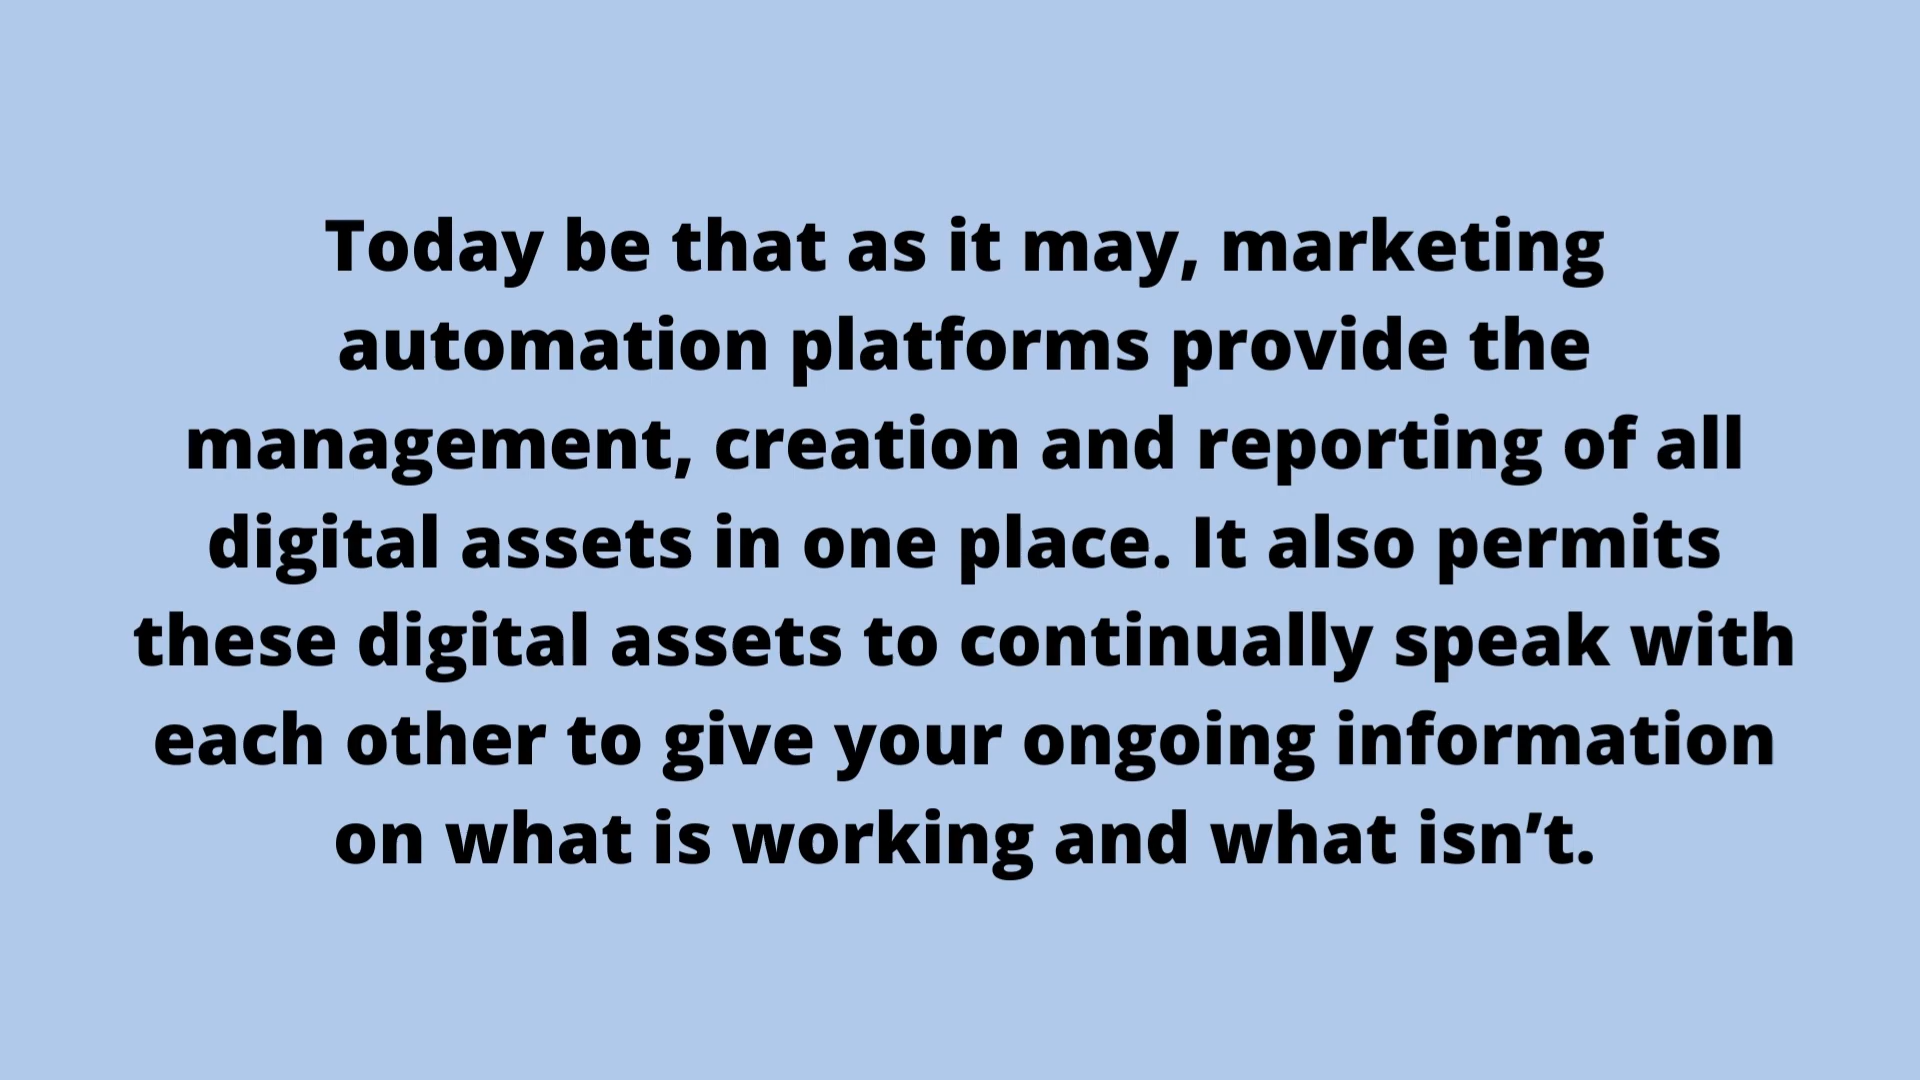 Today be that as it may, marketing
automation platforms provide the
management, creation and reporting of all
digital assets in one place. It also permits
these digital assets to continually speak with
each other to give your ongoing information
on what is working and what isn’t.